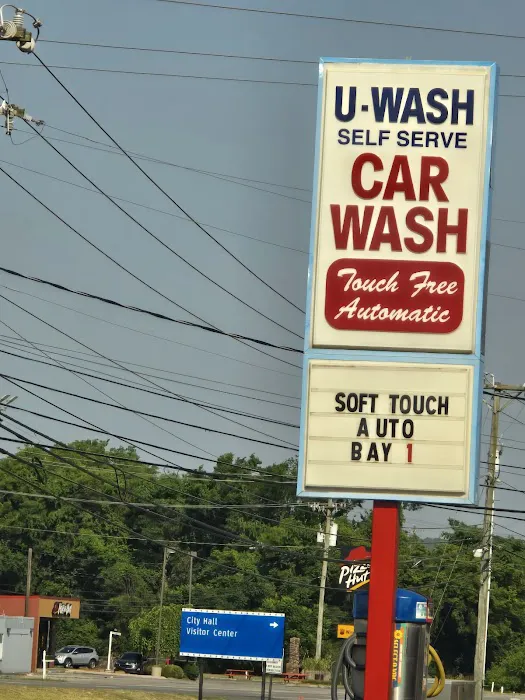 U-WASH
SELF SERVE
CAR
WASH
Touch Free
Automatic
SOFT TOUCH
AUTO
BAY 1
Pizza
Hut
City Hall
Visitor Center